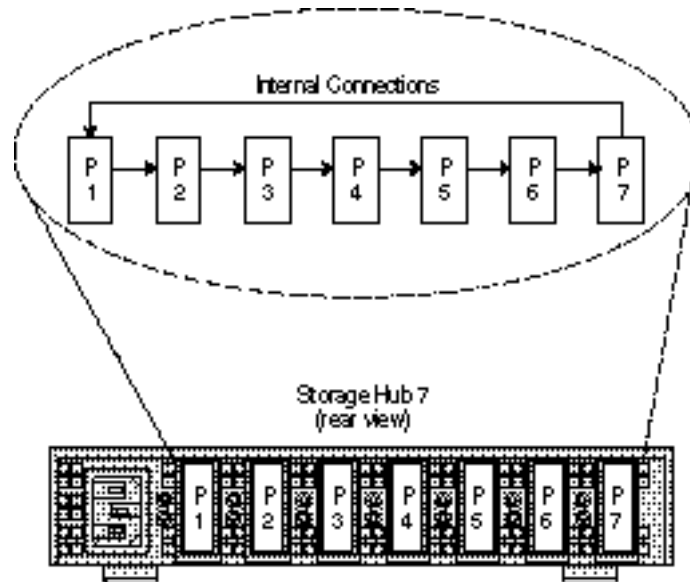 Internal Connections
P P P P P P P
1 2 3 4 5 6 7
Storage Hub 7
(rear view)
P P P P P P P
1 2 3 4 5 6 7